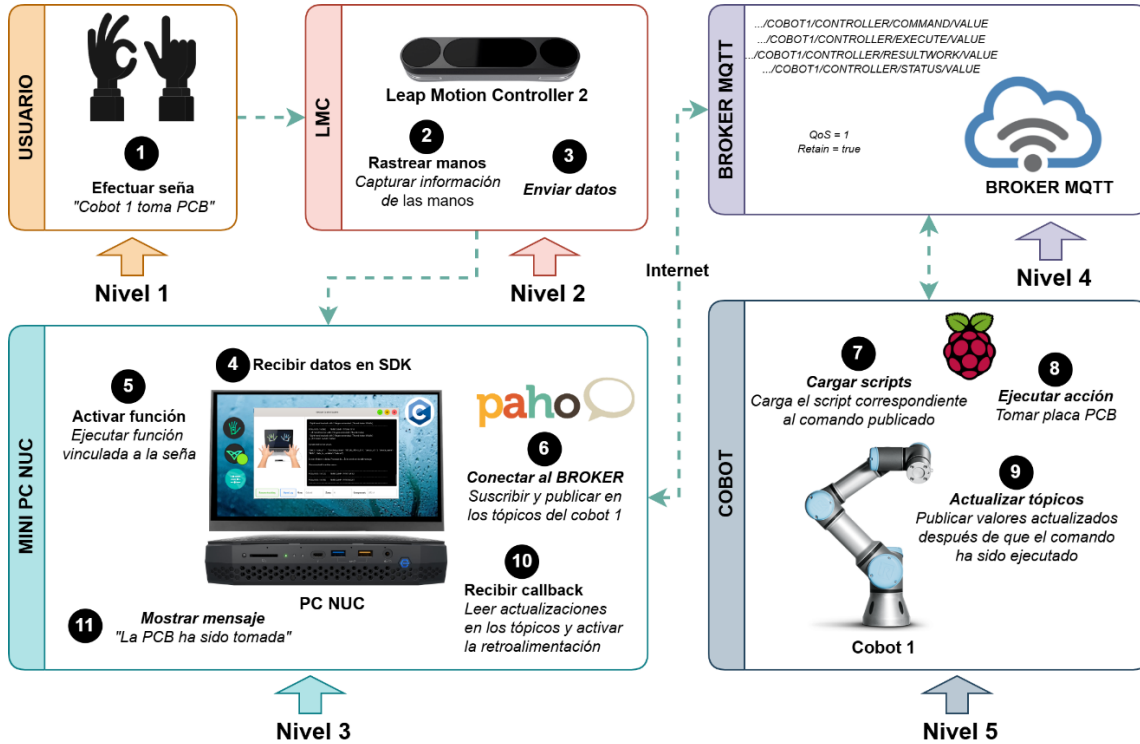 USUARIO
1
Efectuar seña
"Cobot 1 toma PCB"
Nivel 1
LMC
Leap Motion Controller 2
2
Rastrear manos
Capturar información
de las manos
3
Enviar datos
Nivel 2
BROKER MQTT
.../COBOT1/CONTROLLER/COMMAND/VALUE
.../COBOT1/CONTROLLER/EXECUTE/VALUE
.../COBOT1/CONTROLLER/RESULTWORK/VALUE
.../COBOT1/CONTROLLER/STATUS/VALUE
QoS = 1
Retain = true
BROKER MQTT
Nivel 4
Internet
MINI PC NUC
4
Recibir datos en SDK
5
Activar función
Ejecutar función
vinculada a la seña
C
paho
6
Conectar al BROKER
Suscribir y publicar en
los tópicos del cobot 1
PC NUC
10
Recibir callback
Leer actualizaciones
en los tópicos y activar
la retroalimentación
11
Mostrar mensaje
"La PCB ha sido tomada"
Nivel 3
COBOT
7
Cargar scripts
Carga el script correspondiente
al comando publicado
8
Ejecutar acción
Tomar placa PCB
9
Actualizar tópicos
Publicar valores actualizados
después de que el comando
ha sido ejecutado
Cobot 1
Nivel 5